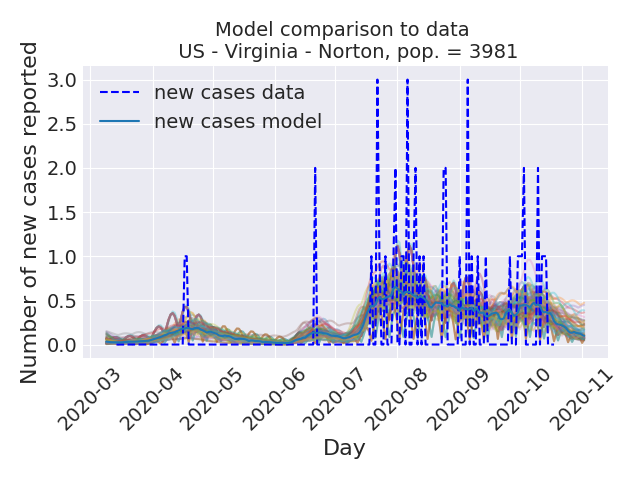 Model comparison to data
US - Virginia - Norton, pop. = 3981
new cases data
new cases model
Number of new cases reported
3.0
2.5
2.0
1.5
1.0
0.5
0.0
2020-03
2020-04
2020-05
2020-06
2020-07
2020-08
2020-09
2020-10
2020-11
Day